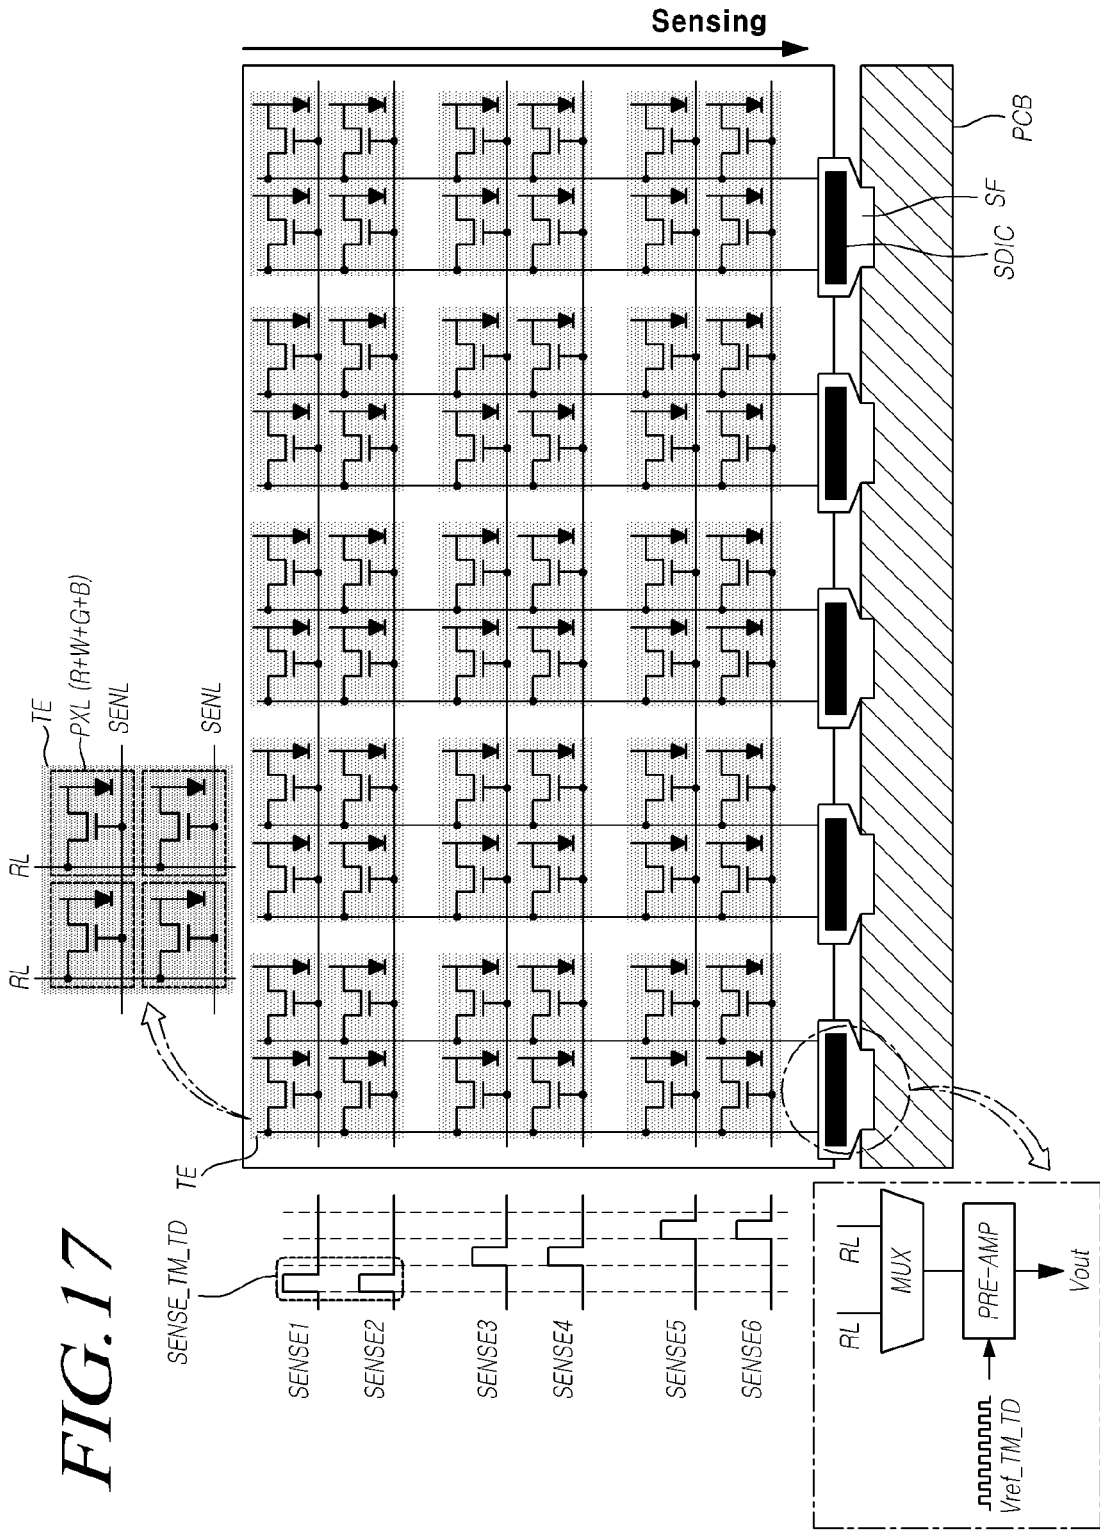 FIG.17
Sensing
RL
RL
TE
PXL (R+W+G+B)
SENL
SENL
TE
SENSE_TM_TD
SENSE1
SENSE2
SENSE3
SENSE4
SENSE5
SENSE6
SDIC
SF
PCB
RL
RL
MUX
PRE-AMP
Vref_TM_TD
Vout